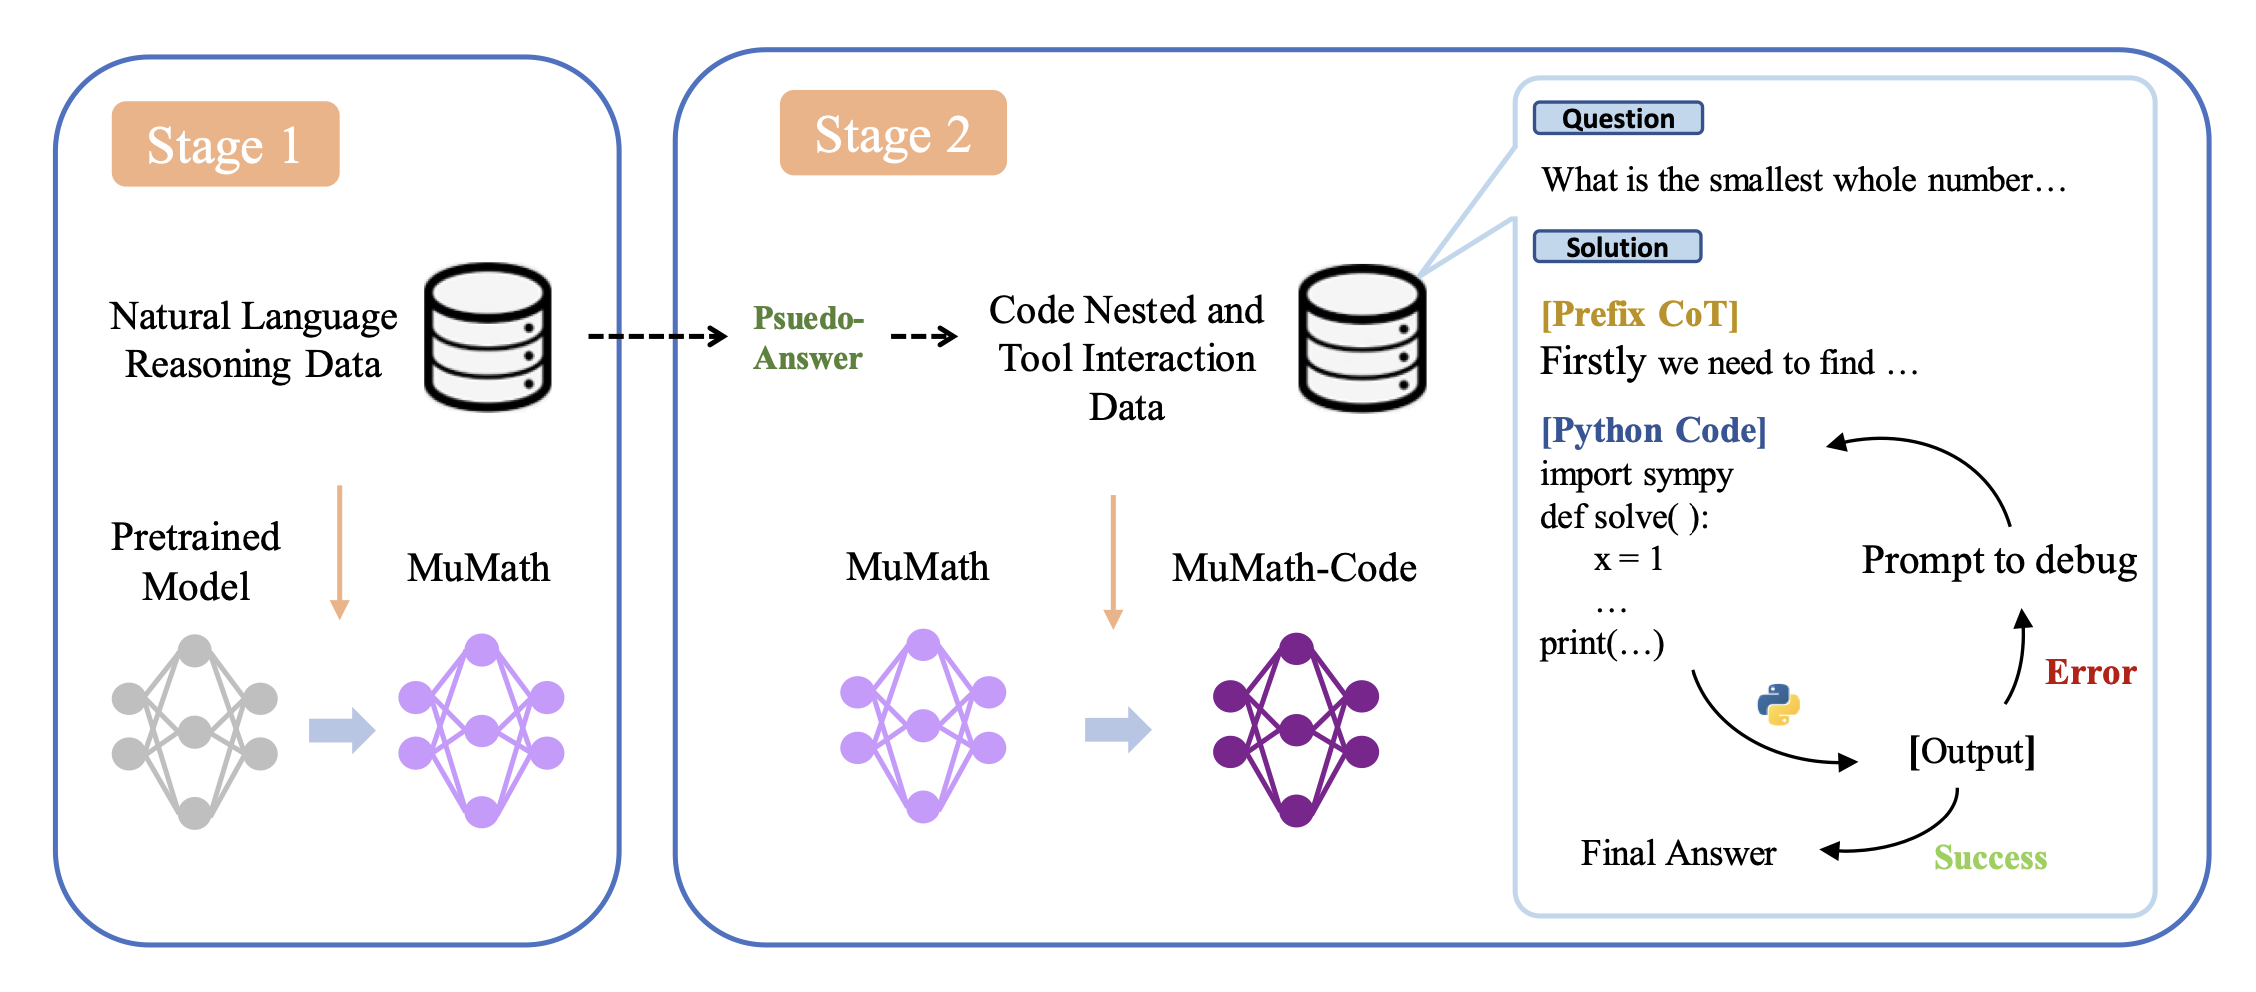 Stage 1
Natural Language
Reasoning Data
Pretrained
Model
MuMath
Stage 2
Psuedo-
Answer
Code Nested and
Tool Interaction
Data
MuMath
MuMath-Code
Question
What is the smallest whole number…
Solution
[Prefix CoT]
Firstly we need to find …
[Python Code]
import sympy
def solve( ):
x = 1
…
print(…)
Prompt to debug
Error
[Output]
Success
Final Answer